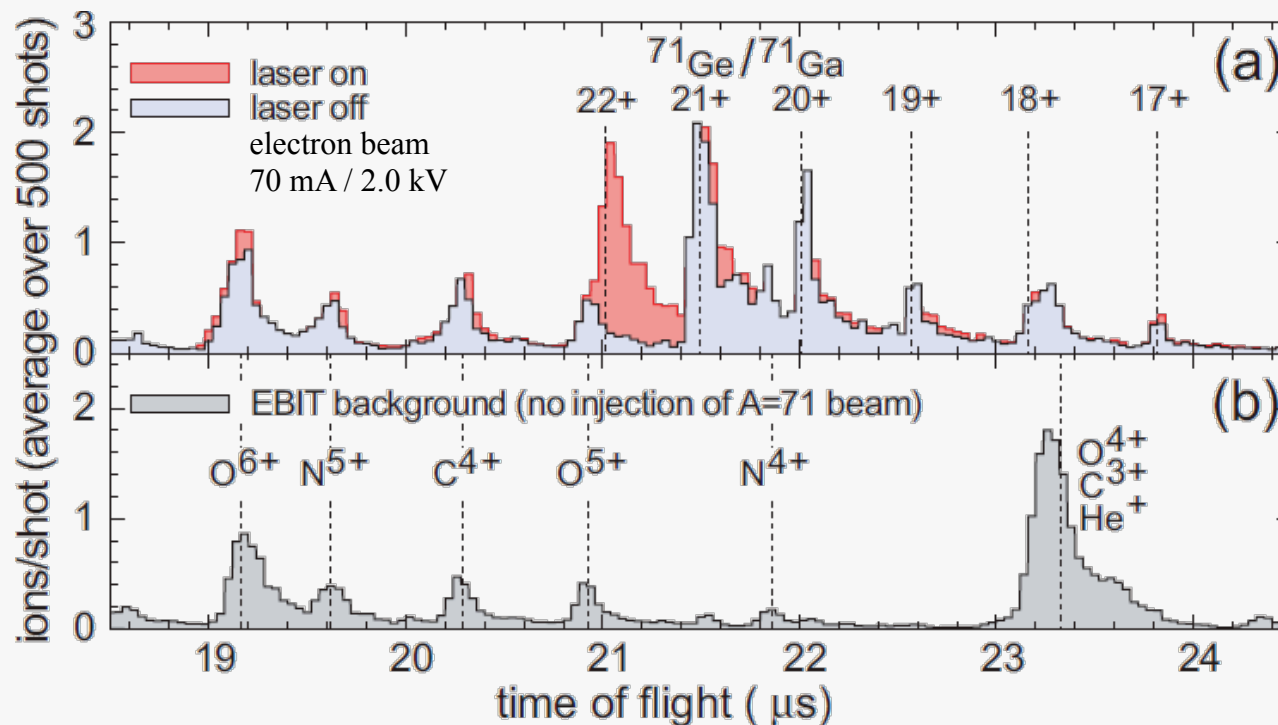 3
(a)
⁷¹Ge/⁷¹Ga
laser on
laser off
electron beam
70 mA / 2.0 kV
22+
21+
20+
19+
18+
17+
2
1
0
ions/shot (average over 500 shots)
(b)
EBIT background (no injection of A=71 beam)
2
1
0
O⁶⁺
N⁵⁺
C⁴⁺
O⁵⁺
N⁴⁺
O⁴⁺
C³⁺
He⁺
19
20
21
22
23
24
time of flight ( μs)